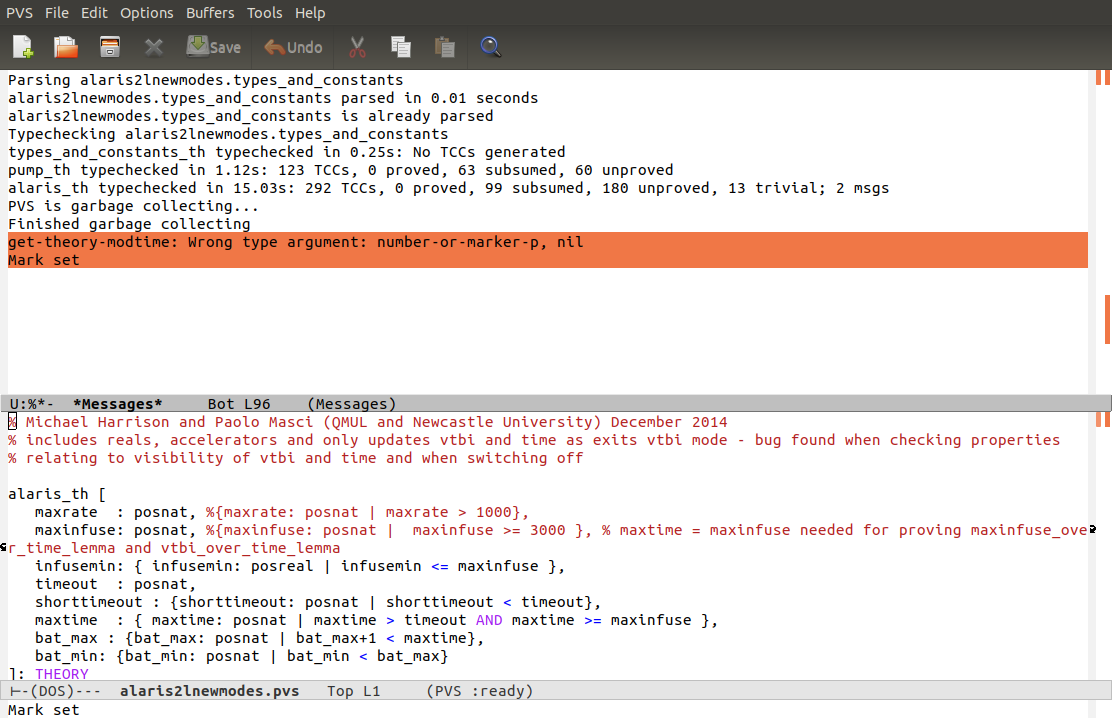 PVS File Edit Options Buffers Tools Help
Save Undo
Parsing alaris2lnewmodes.types_and_constants
alaris2lnewmodes.types_and_constants parsed in 0.01 seconds
alaris2lnewmodes.types_and_constants is already parsed
Typechecking alaris2lnewmodes.types_and_constants
types_and_constants_th typechecked in 0.25s: No TCCs generated
pump_th typechecked in 1.12s: 123 TCCs, 0 proved, 63 subsumed, 60 unproved
alaris_th typechecked in 15.03s: 292 TCCs, 0 proved, 99 subsumed, 180 unproved, 13 trivial; 2 msgs
PVS is garbage collecting...
Finished garbage collecting
get-theory-modtime: Wrong type argument: number-or-marker-p, nil
Mark set
U:%*-  *Messages*     Bot L96    (Messages)
% Michael Harrison and Paolo Masci (QMUL and Newcastle University) December 2014
% includes reals, accelerators and only updates vtbi and time as exits vtbi mode - bug found when checking properties
% relating to visibility of vtbi and time and when switching off
alaris_th [
   maxrate  : posnat, %{maxrate: posnat | maxrate > 1000},
   maxinfuse: posnat, %{maxinfuse: posnat |  maxinfuse >= 3000 }, % maxtime = maxinfuse needed for proving maxinfuse_ove
r_time_lemma and vtbi_over_time_lemma
   infusemin: { infusemin: posreal | infusemin <= maxinfuse },
   timeout  : posnat,
   shorttimeout : {shorttimeout: posnat | shorttimeout < timeout},
   maxtime  : { maxtime: posnat | maxtime > timeout AND maxtime >= maxinfuse },
   bat_max : {bat_max: posnat | bat_max+1 < maxtime},
   bat_min: {bat_min: posnat | bat_min < bat_max}
]: THEORY
⊢-(DOS)---  alaris2lnewmodes.pvs   Top L1     (PVS :ready)
Mark set